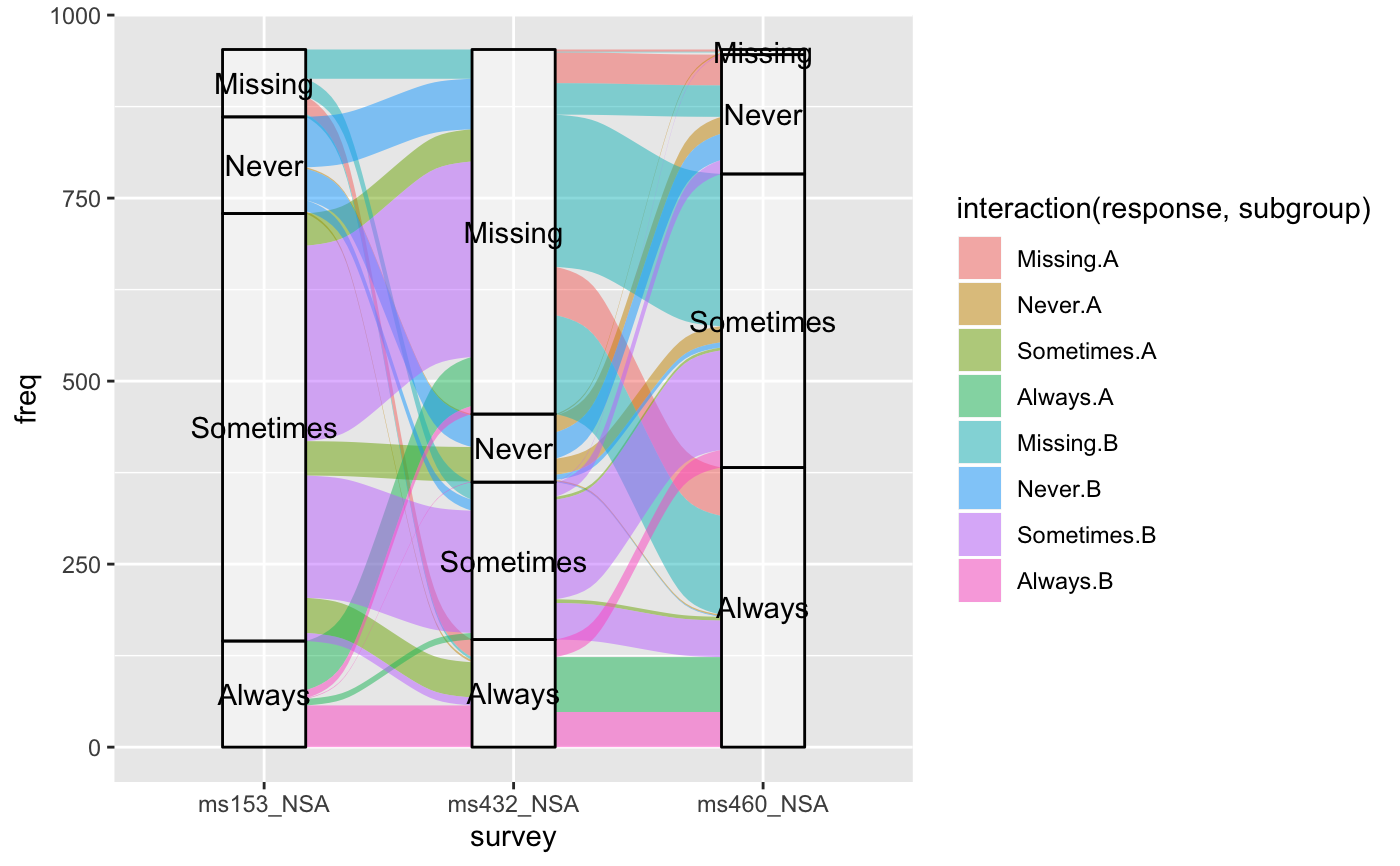 1000
750
500
250
0
freq
Missing
Never
Sometimes
Always
Missing
Never
Sometimes
Always
Missing
Never
Sometimes
Always
ms153_NSA
ms432_NSA
ms460_NSA
survey
interaction(response, subgroup)
Missing.A
Never.A
Sometimes.A
Always.A
Missing.B
Never.B
Sometimes.B
Always.B